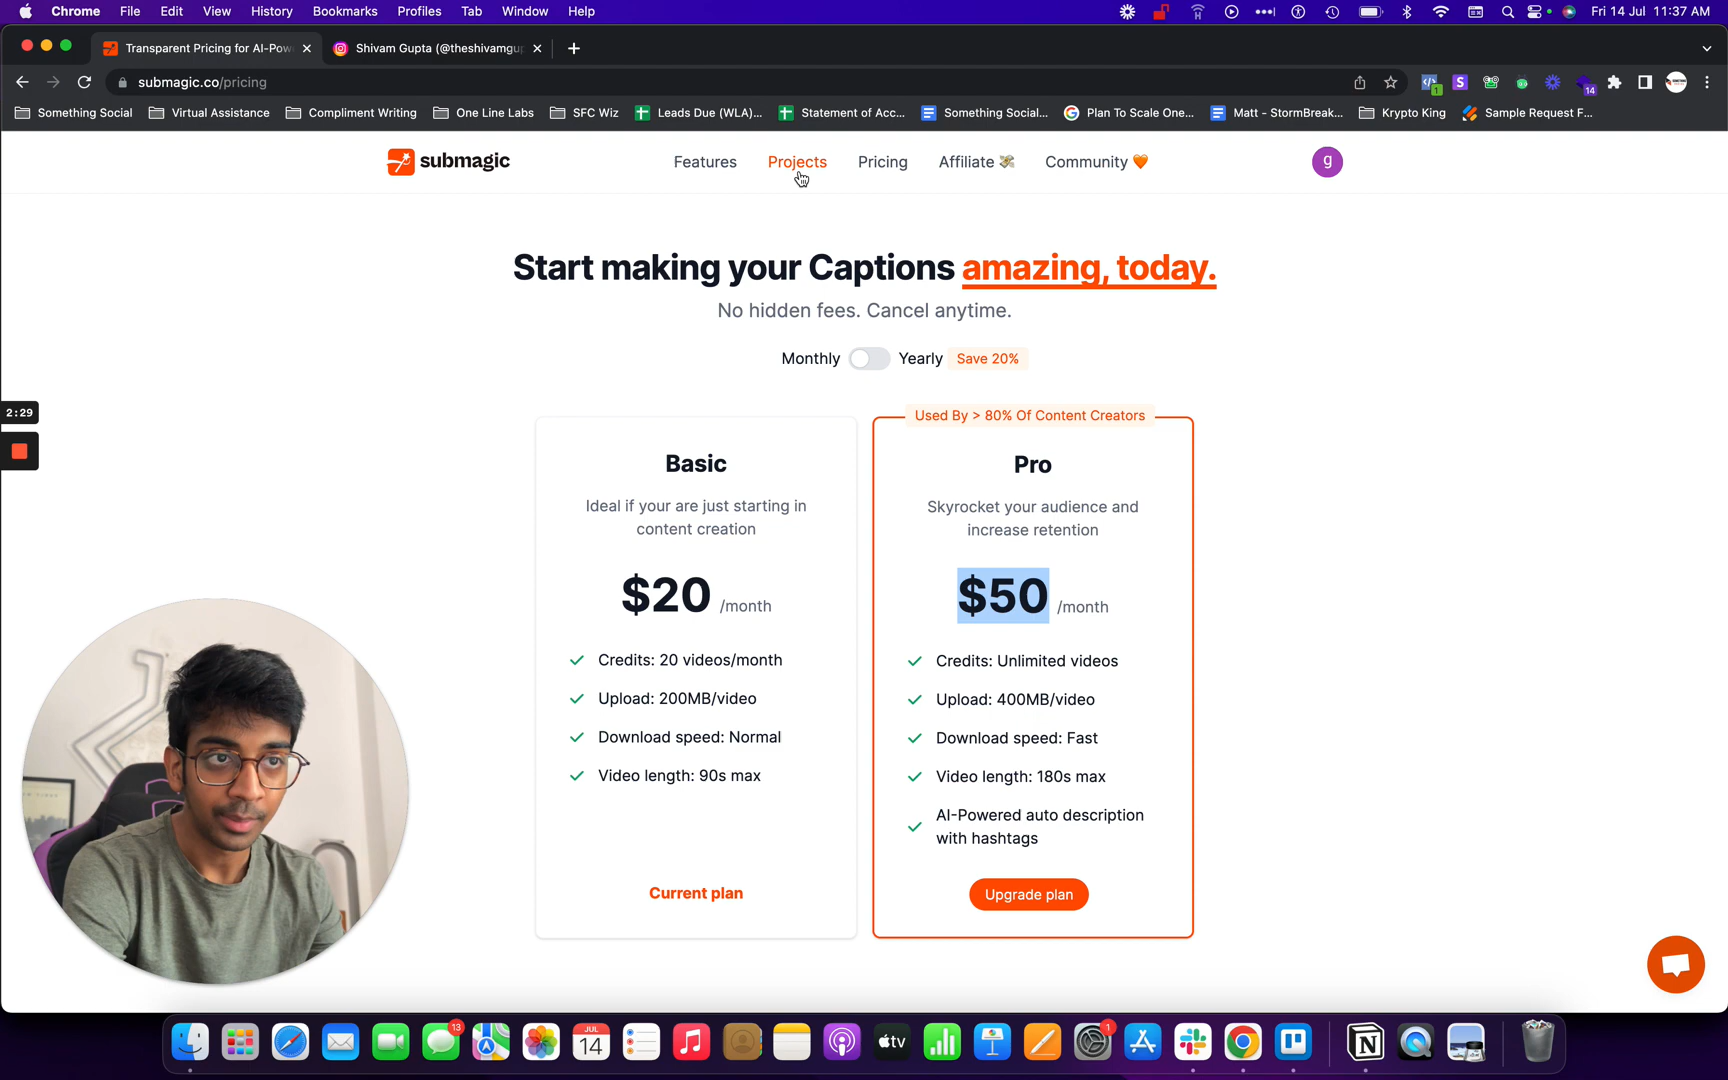 Chrome File Edit View History Bookmarks Profiles Tab Window Help Fri 14 Jul 11:37 AM
Transparent Pricing for AI-Pow Shivam Gupta (@theshivamgu
submagic.co/pricing
1 S 14
Something Social Virtual Assistance Compliment Writing One Line Labs SFC Wiz Leads Due (WLA)... Statement of Acc... Something Social... Plan To Scale One... Matt - StormBreak... Krypto King Sample Request F...
submagic Features Projects Pricing Affiliate 💸 Community 🧡 g
Start making your Captions amazing, today.
No hidden fees. Cancel anytime.
Monthly Yearly Save 20%
2:29
Used By > 80% Of Content Creators
Basic
Ideal if your are just starting in
content creation
$20 /month
Credits: 20 videos/month
Upload: 200MB/video
Download speed: Normal
Video length: 90s max
Current plan
Pro
Skyrocket your audience and
increase retention
$50 /month
Credits: Unlimited videos
Upload: 400MB/video
Download speed: Fast
Video length: 180s max
AI-Powered auto description
with hashtags
Upgrade plan
13 JUL 14 tv 1